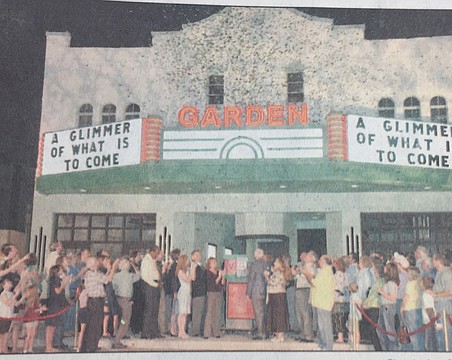 GARDEN
A GLIMMER
OF WHAT IS
TO COME
A GLIMMER
OF WHAT IS
TO COME